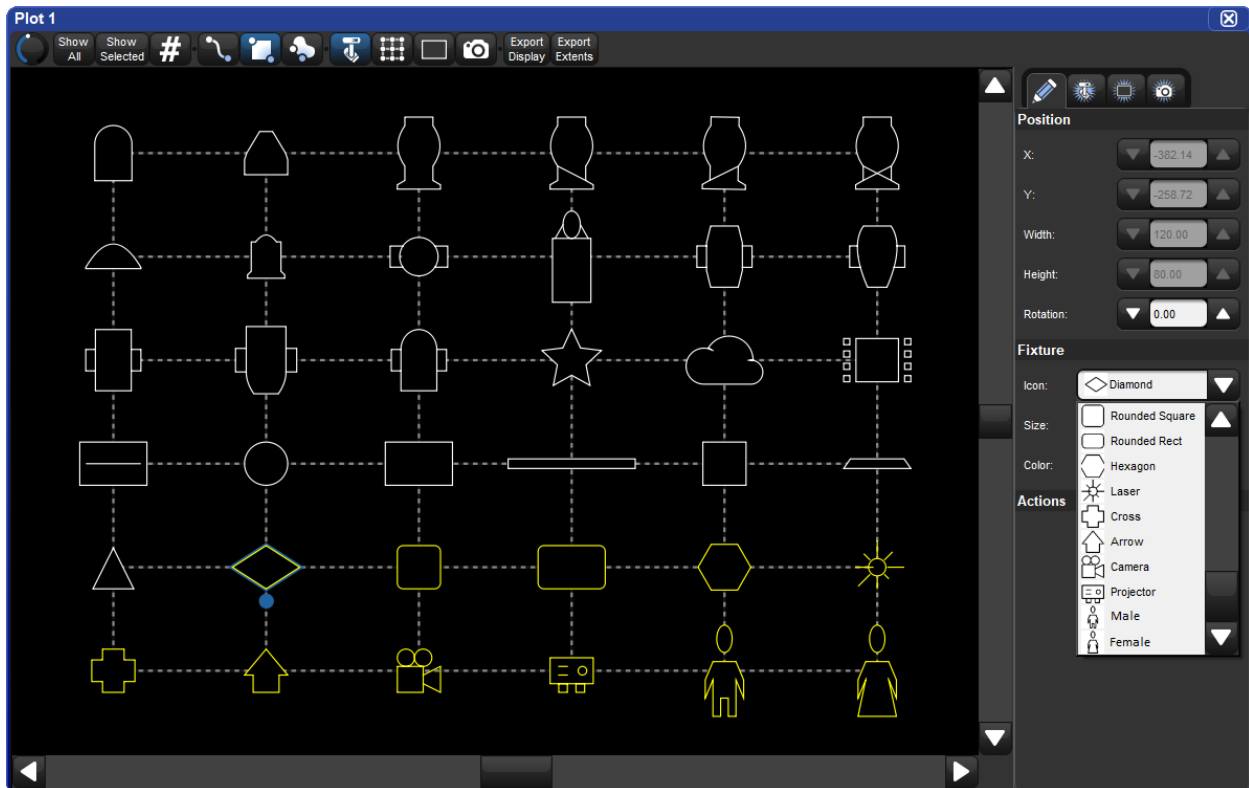 Plot 1
Show All
Show Selected
#
Export Display
Export Extents
Position
X: -382.14
Y: -258.72
Width: 120.00
Height: 80.00
Rotation: 0.00
Fixture
Icon: Diamond
Size:
Color:
Rounded Square
Rounded Rect
Hexagon
Laser
Cross
Arrow
Camera
Projector
Male
Female
Actions